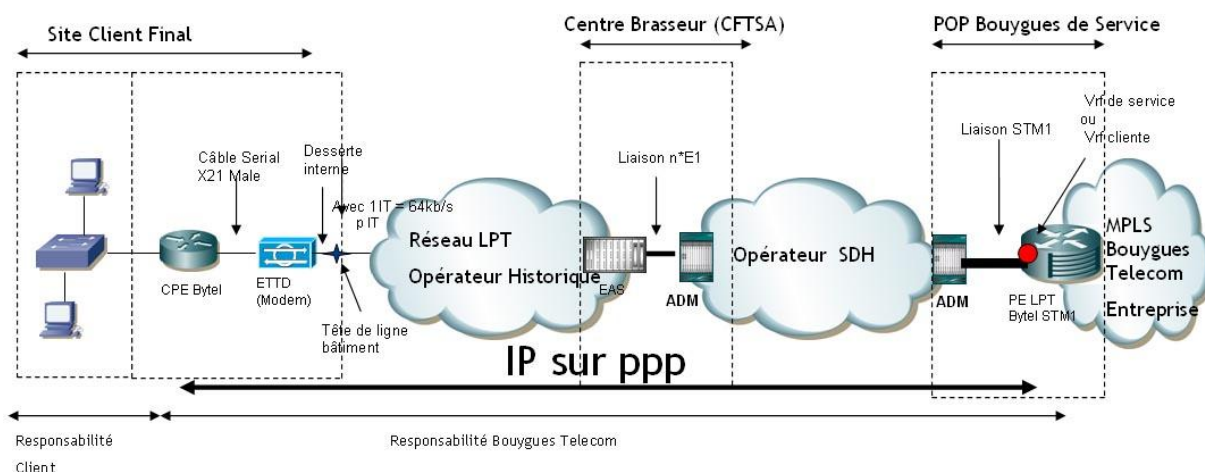 Site Client Final
Centre Brasseur (CFTSA)
POP Bouygues de Service
Câble Serial
X21 Male
Desserte
interne
Avec 1IT = 64kb/s
p IT
Liaison n*E1
Liaison STM1
Vrf de service
ou
Vrf cliente
Réseau LPT
Opérateur Historique
Opérateur SDH
MPLS
Bouygues
Telecom
Entreprise
CPE Bytel
ETTD
(Modem)
EAS
ADM
ADM
PE LPT
Bytel STM1
Tête de ligne
bâtiment
IP sur ppp
Responsabilité
Client
Responsabilité Bouygues Telecom